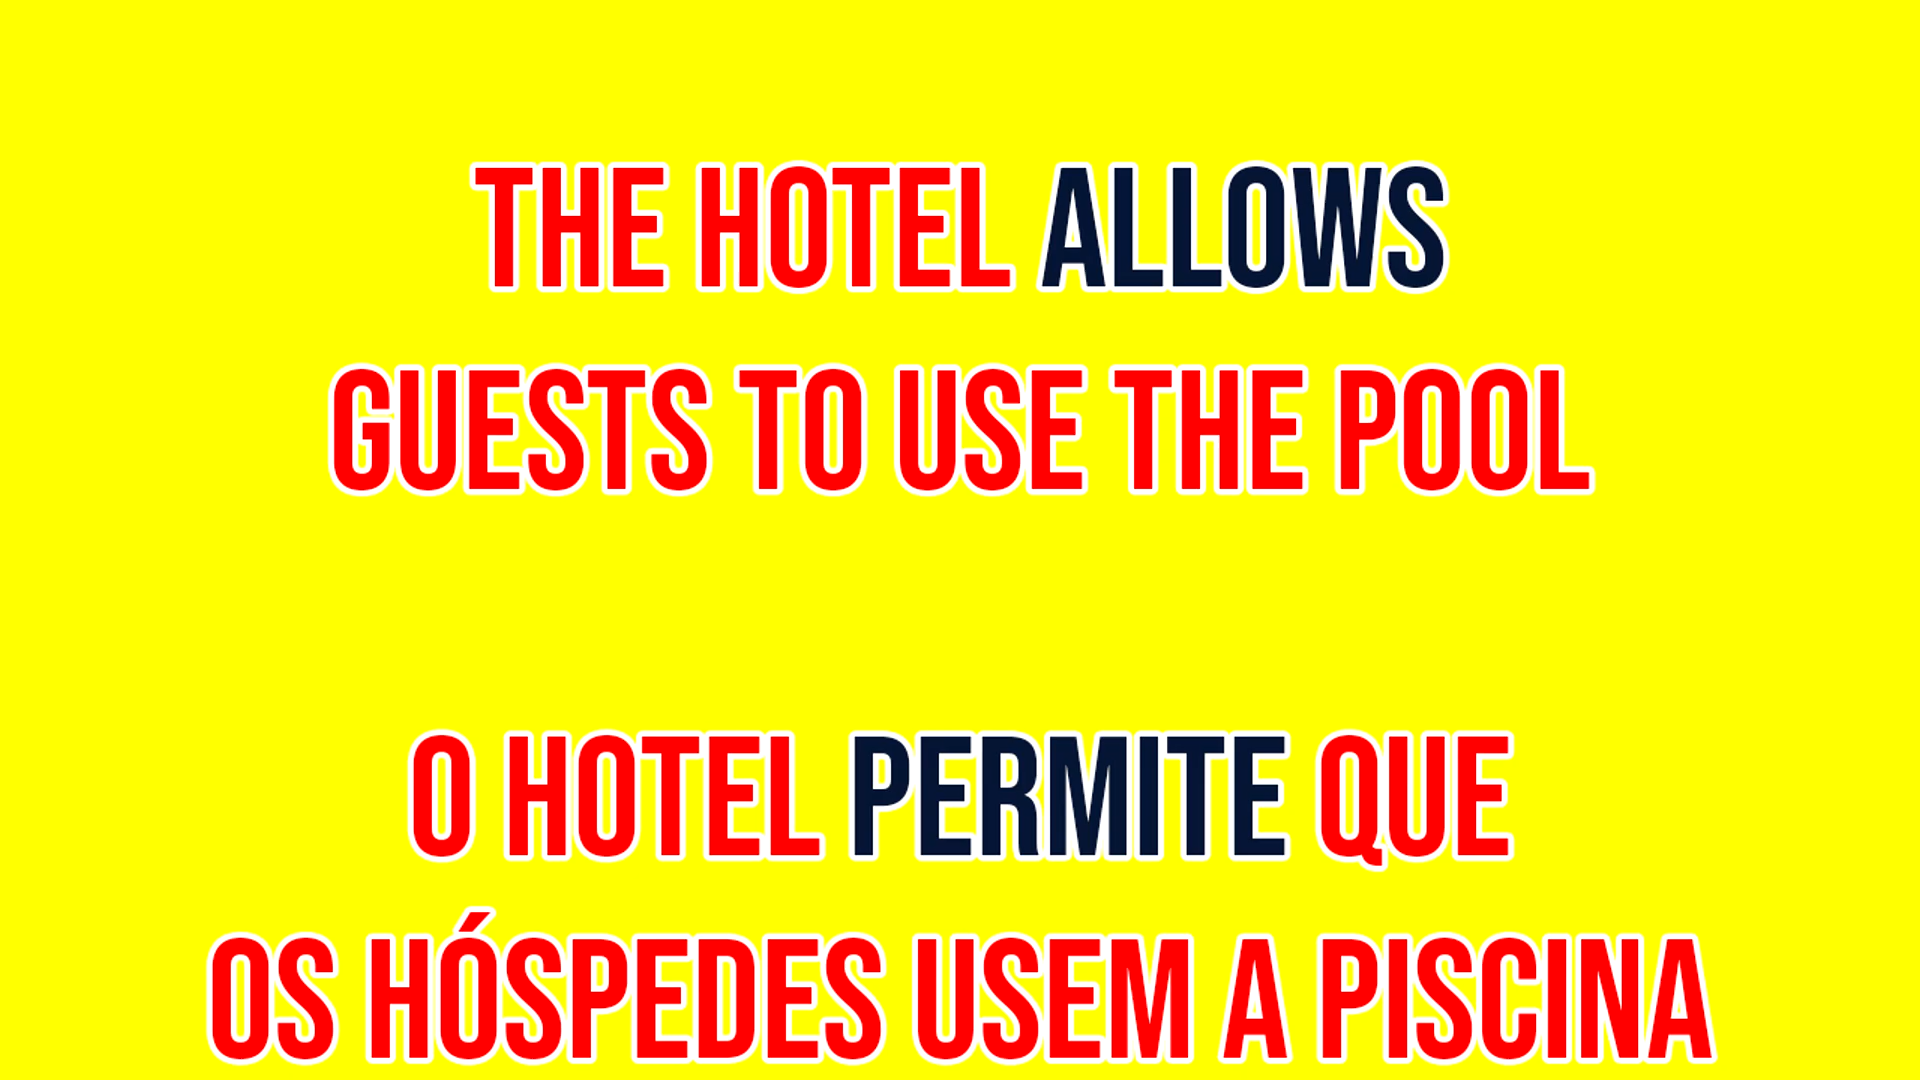 THE HOTEL ALLOWS
GUESTS TO USE THE POOL
O HOTEL PERMITE QUE
OS HÓSPEDES USEM A PISCINA